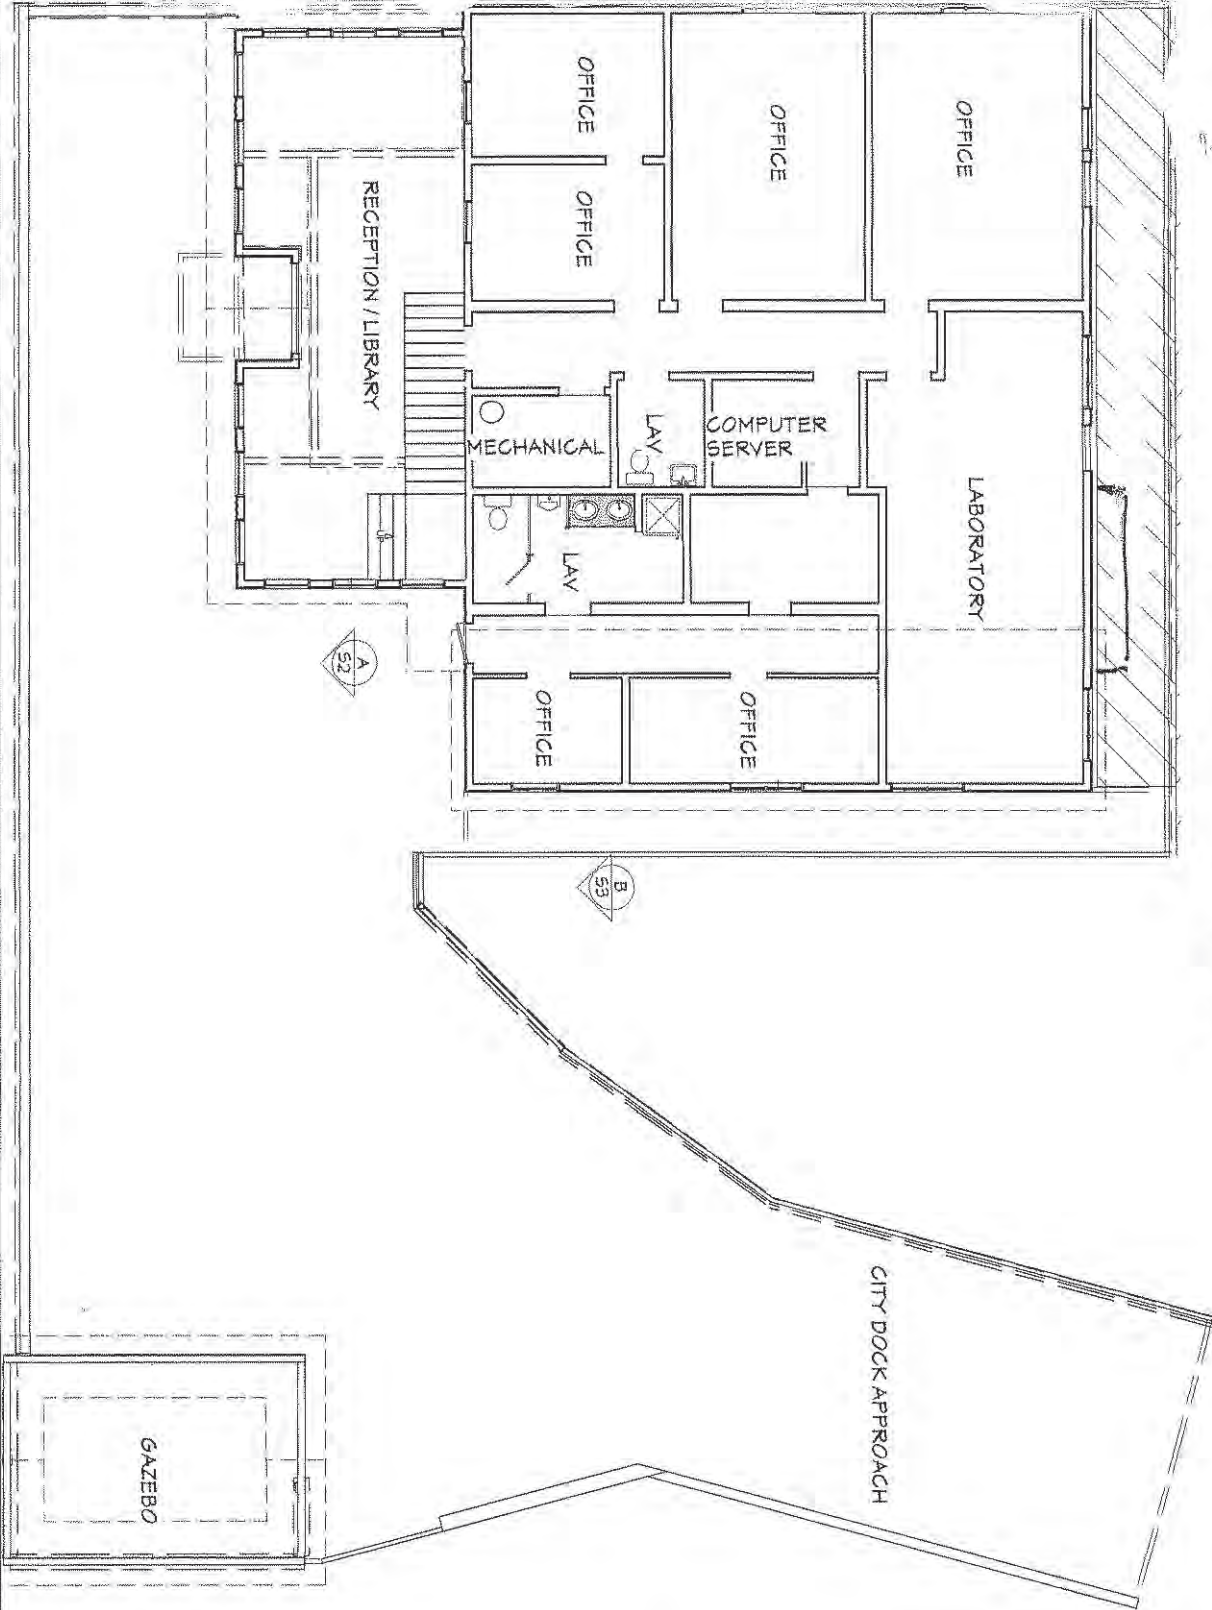 OFFICE
OFFICE
OFFICE
OFFICE
RECEPTION / LIBRARY
MECHANICAL
LAV
COMPUTER
SERVER
LABORATORY
LAV
UP
A
S2
OFFICE
OFFICE
B
S3
CITY DOCK APPROACH
GAZEBO